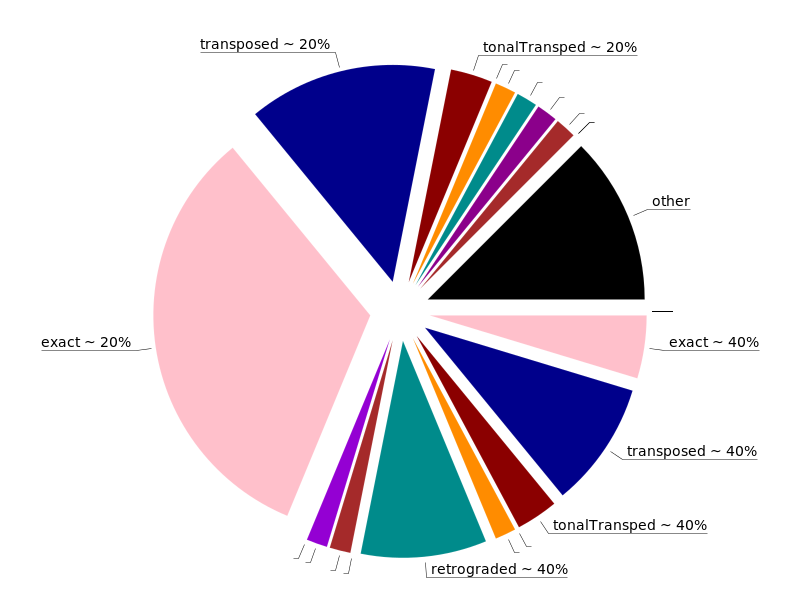 transposed ~ 20%
tonalTransped ~ 20%
other
exact ~ 20%
exact ~ 40%
transposed ~ 40%
tonalTransped ~ 40%
retrograded ~ 40%